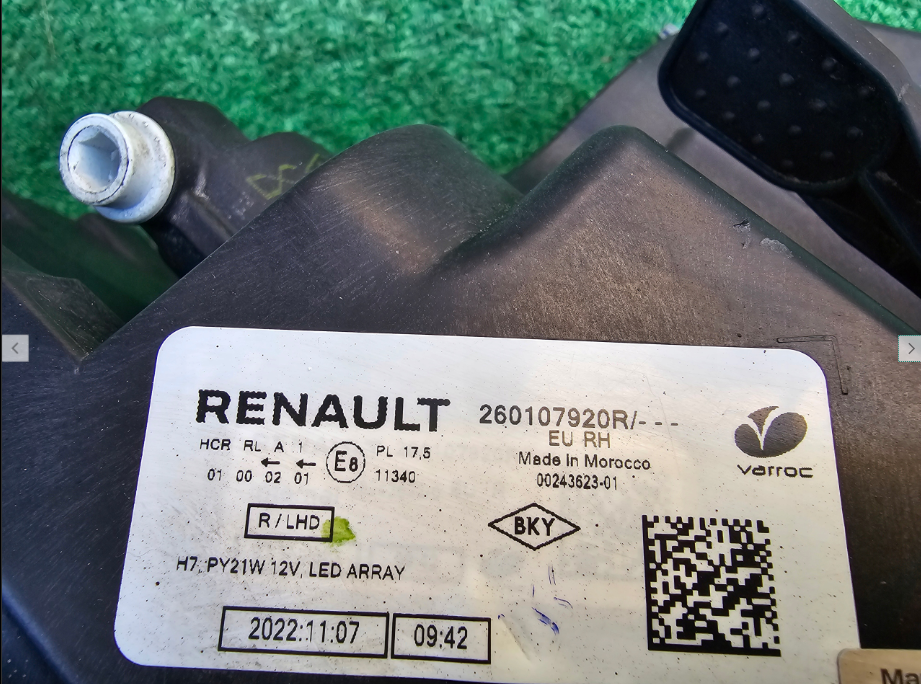 RENAULT 260107920R/---
EU RH
Made in Morocco
00243623-01
varroc
HCR RL A 1
← ←
01 00 02 01
E8
PL 17,5
11340
R/LHD
BKY
H7, PY21W 12V, LED ARRAY
2022:11:07 09:42
Ma